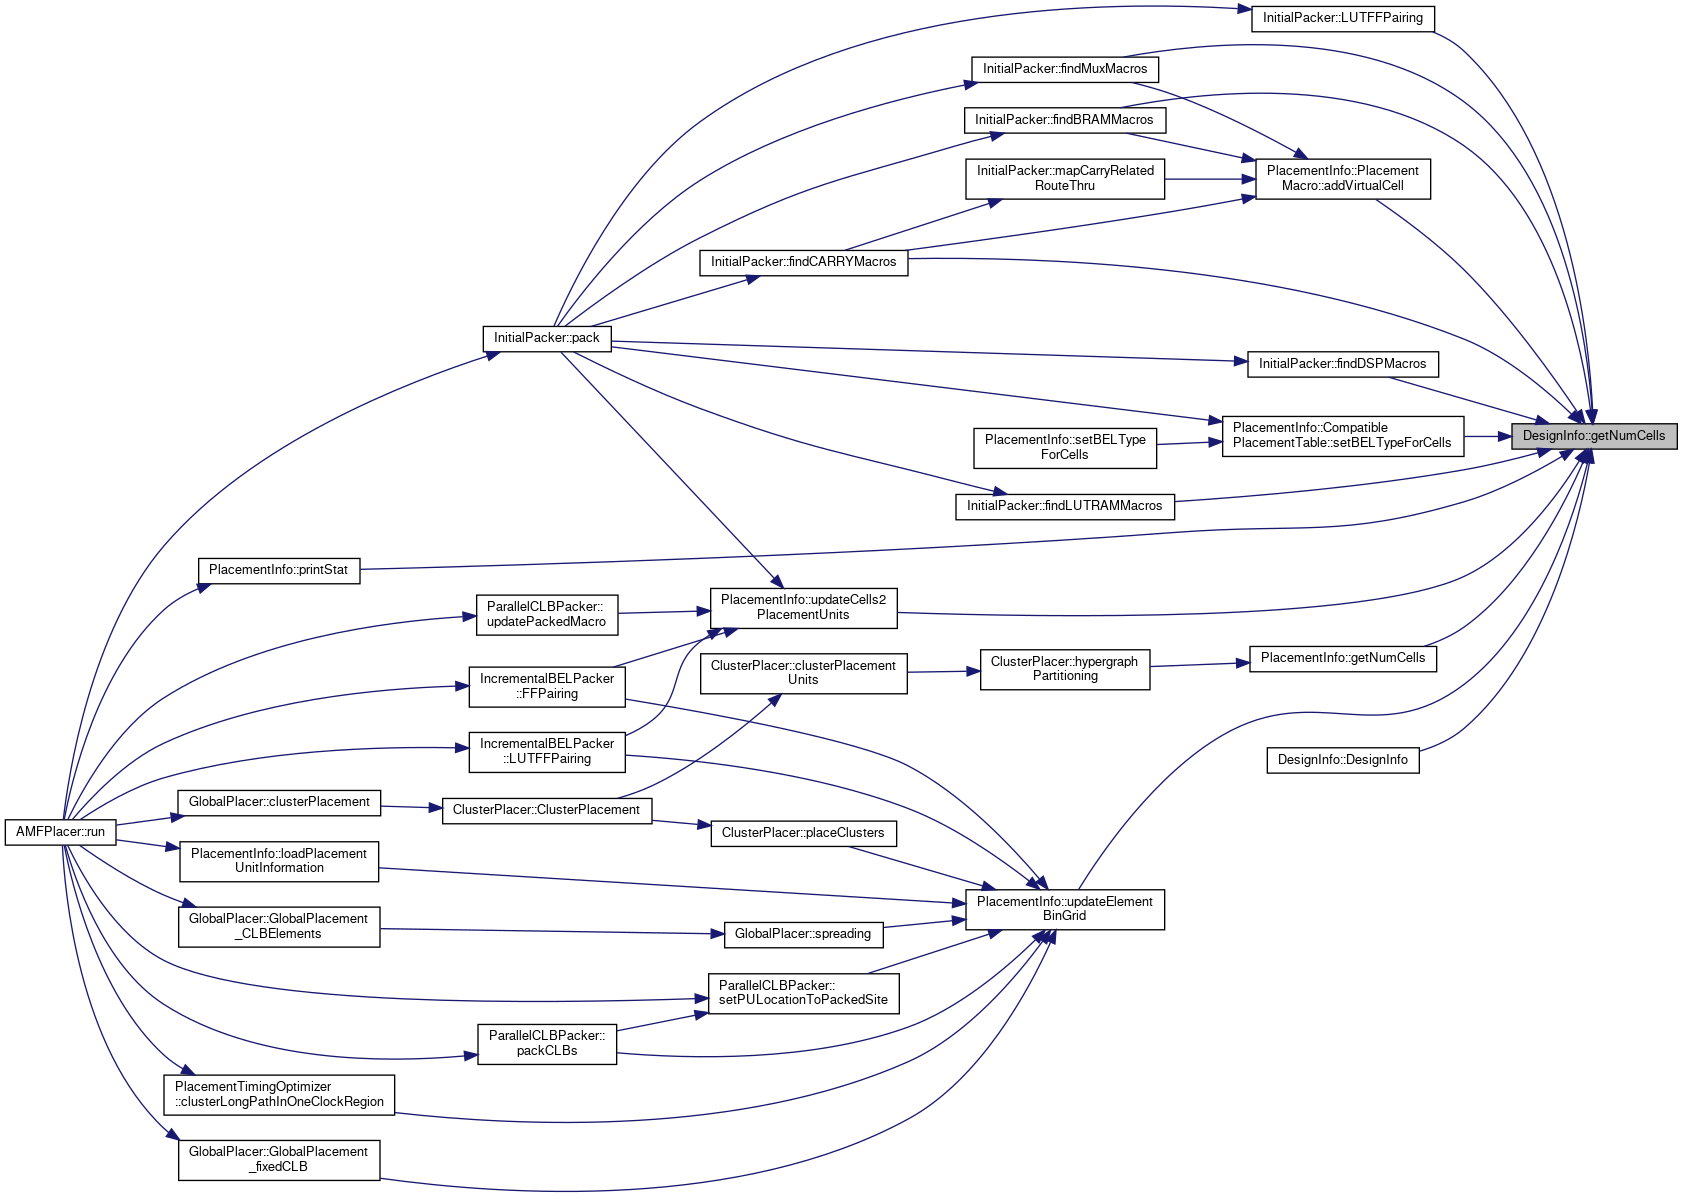 InitialPacker::LUTFFPairing
InitialPacker::findMuxMacros
InitialPacker::findBRAMMacros
InitialPacker::mapCarryRelated
RouteThru
PlacementInfo::Placement
Macro::addVirtualCell
InitialPacker::findCARRYMacros
InitialPacker::pack
InitialPacker::findDSPMacros
PlacementInfo::Compatible
PlacementTable::setBELTypeForCells
DesignInfo::getNumCells
PlacementInfo::setBELType
ForCells
InitialPacker::findLUTRAMMacros
PlacementInfo::printStat
ParallelCLBPacker::
updatePackedMacro
PlacementInfo::updateCells2
PlacementUnits
PlacementInfo::getNumCells
ClusterPlacer::hypergraph
Partitioning
ClusterPlacer::clusterPlacement
Units
IncrementalBELPacker
::FFPairing
IncrementalBELPacker
::LUTFFPairing
DesignInfo::DesignInfo
GlobalPlacer::clusterPlacement
ClusterPlacer::ClusterPlacement
AMFPlacer::run
ClusterPlacer::placeClusters
PlacementInfo::loadPlacement
UnitInformation
PlacementInfo::updateElement
BinGrid
GlobalPlacer::GlobalPlacement
_CLBElements
GlobalPlacer::spreading
ParallelCLBPacker::
setPULocationToPackedSite
ParallelCLBPacker::
packCLBs
PlacementTimingOptimizer
::clusterLongPathInOneClockRegion
GlobalPlacer::GlobalPlacement
_fixedCLB